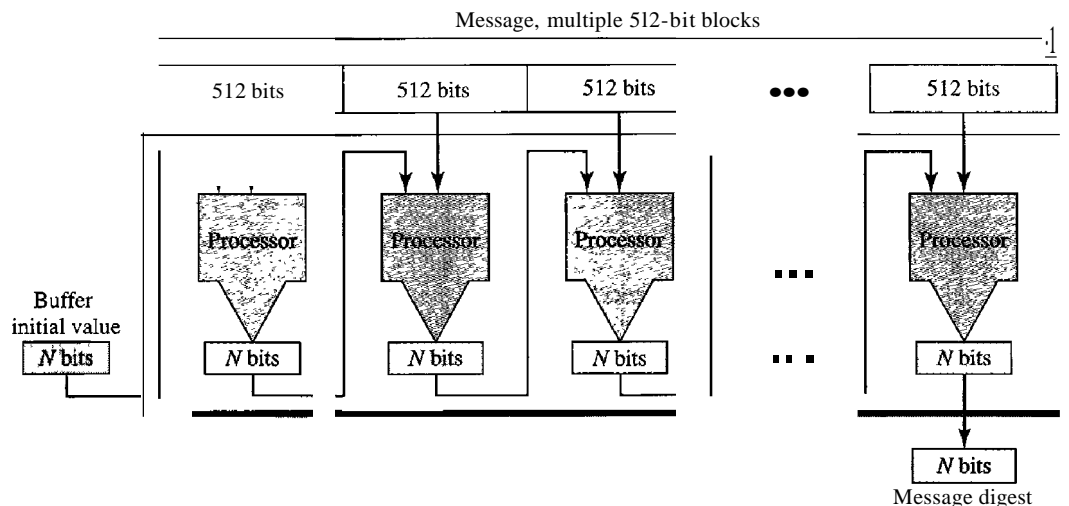 Message, multiple 5l2-bit blocks
512 bits 512 bits 512 bits ••• 512 bits
Processor Processor Processor ... Processor
Buffer
initial value
N bits N bits N bits N bits ... N bits
N bits
Message digest